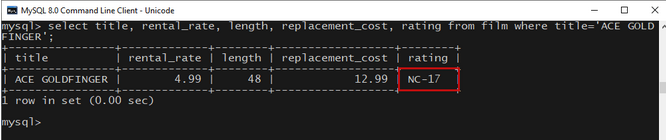 MySQL 8.0 Command Line Client - Unicode
mysql> select title, rental_rate, length, replacement_cost, rating from film where title='ACE GOLD
FINGER';
+----------------+-------------+--------+------------------+--------+
| title          | rental_rate | length | replacement_cost | rating |
+----------------+-------------+--------+------------------+--------+
| ACE GOLDFINGER |        4.99 |     48 |            12.99 | NC-17  |
+----------------+-------------+--------+------------------+--------+
1 row in set (0.00 sec)
mysql>